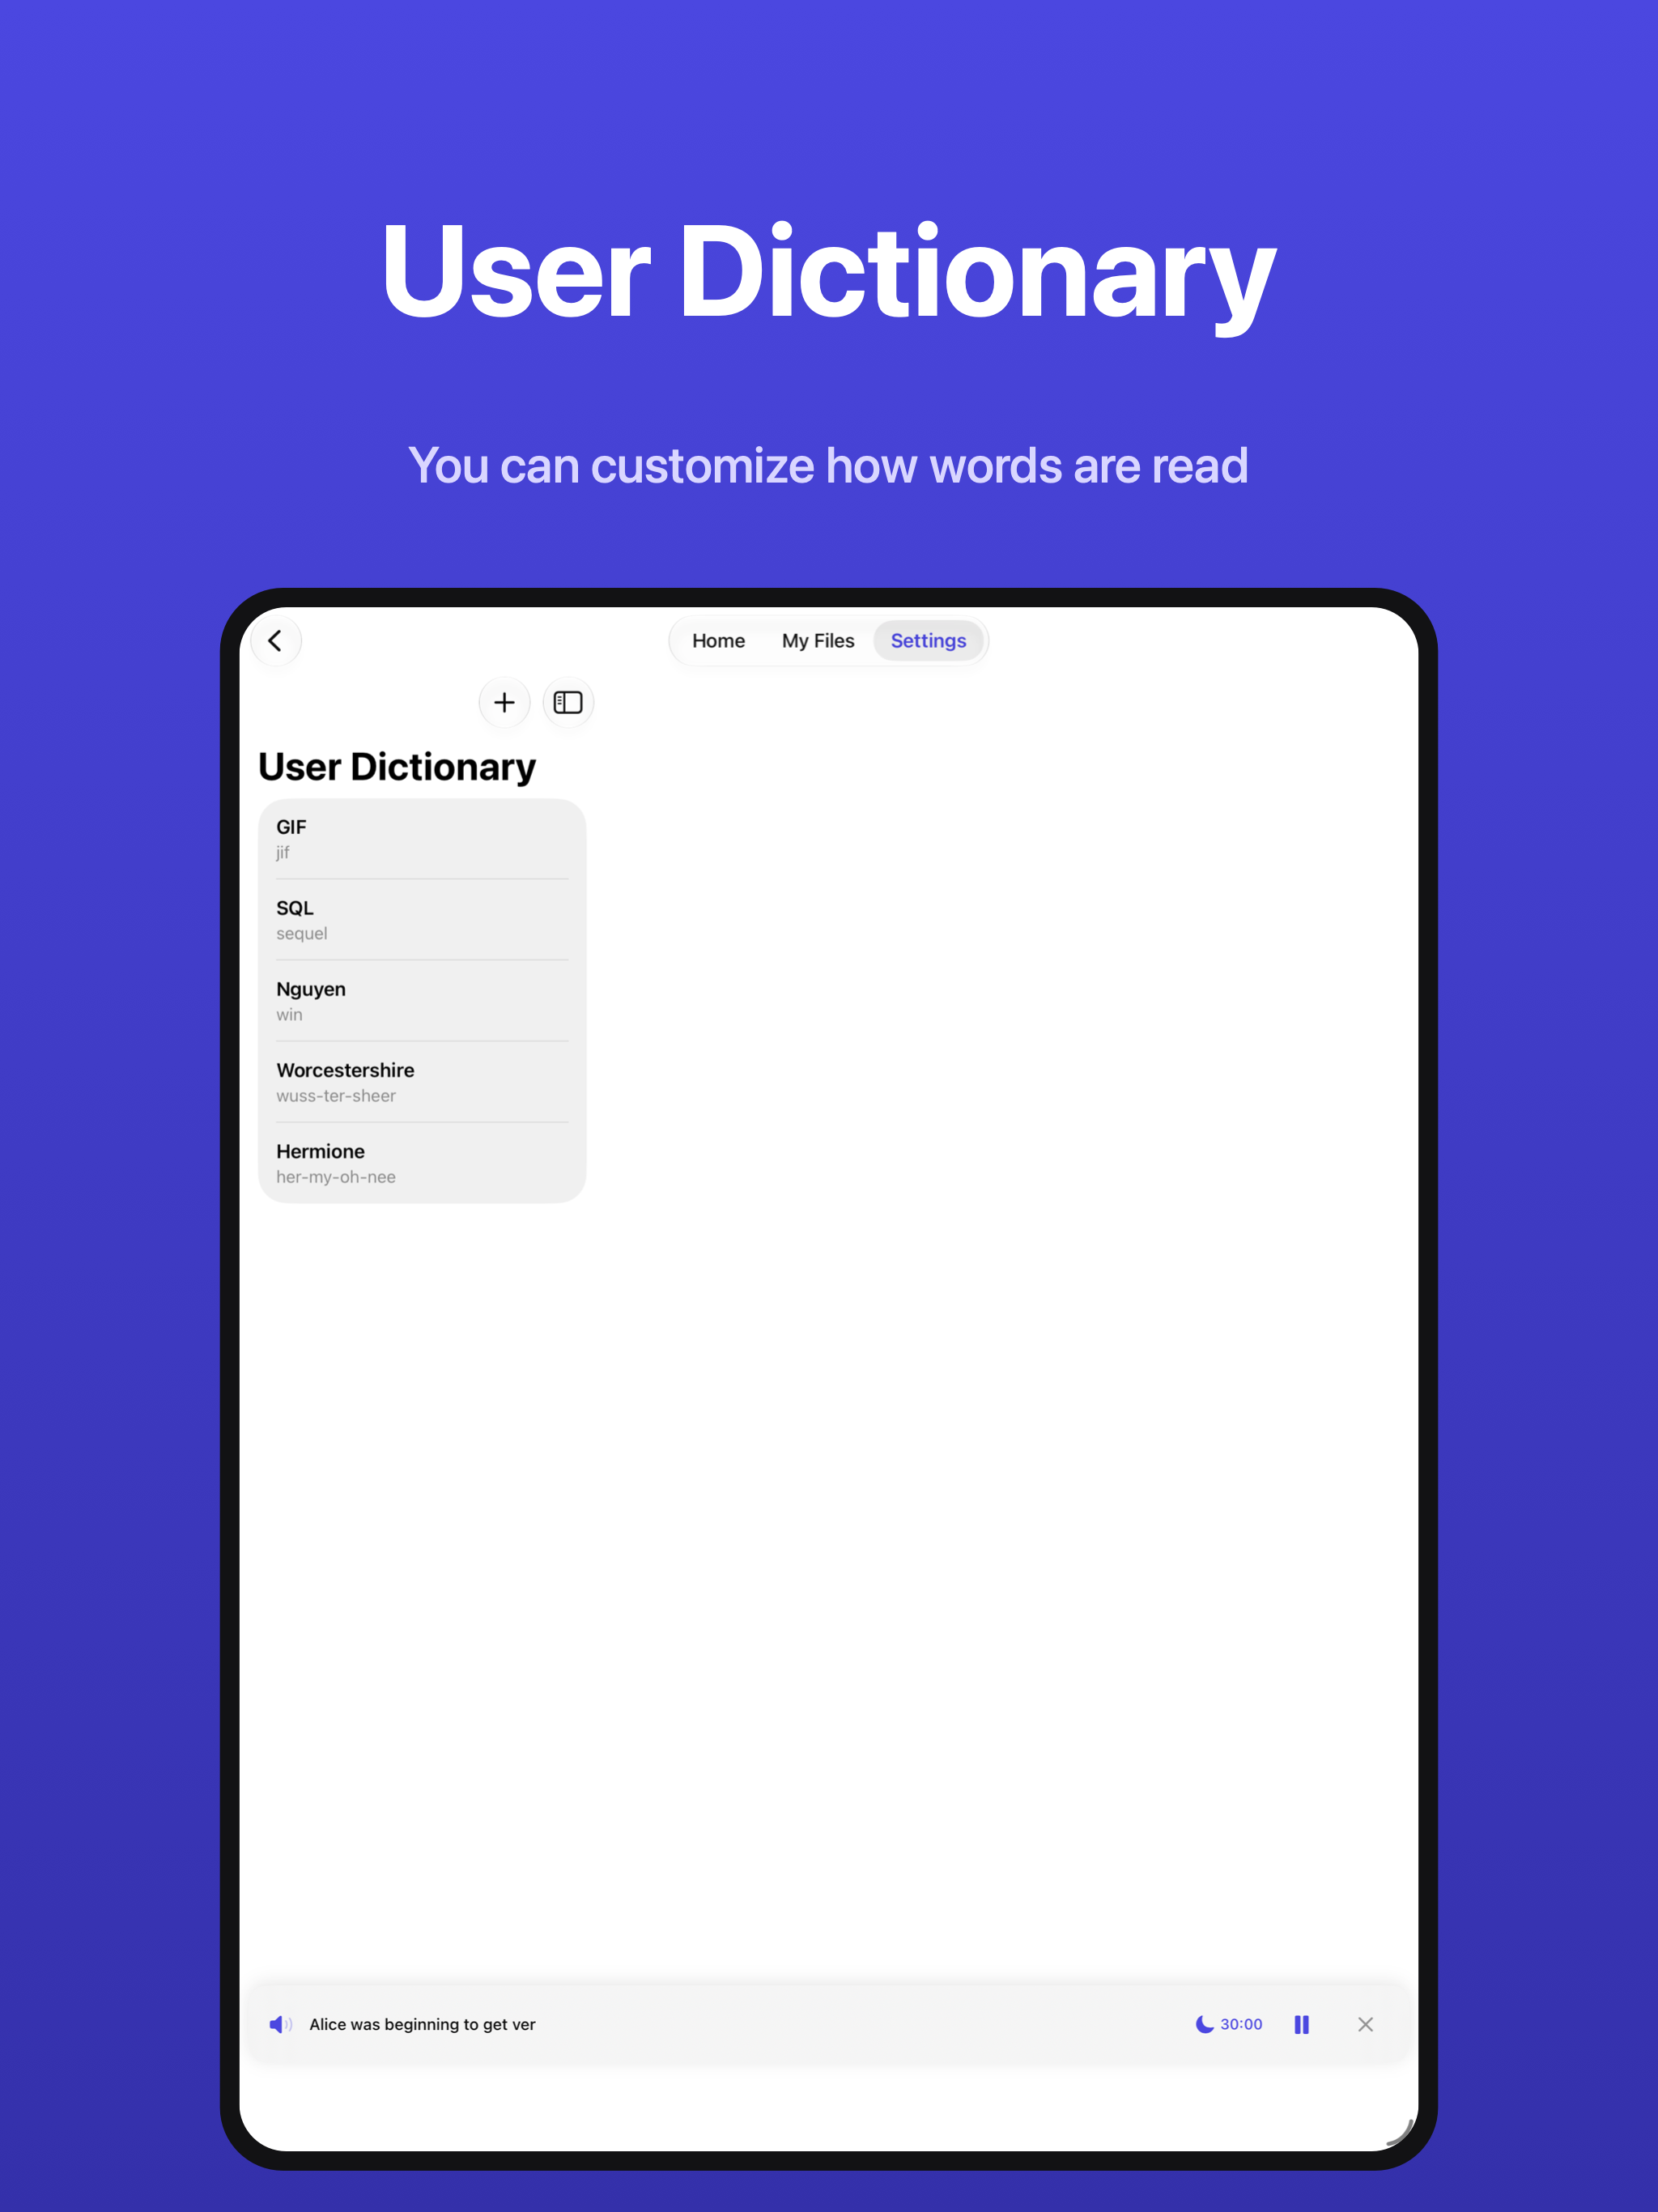 User Dictionary
You can customize how words are read
Home My Files Settings
User Dictionary
GIF
jif
SQL
sequel
Nguyen
win
Worcestershire
wuss-ter-sheer
Hermione
her-my-oh-nee
Alice was beginning to get ver 30:00